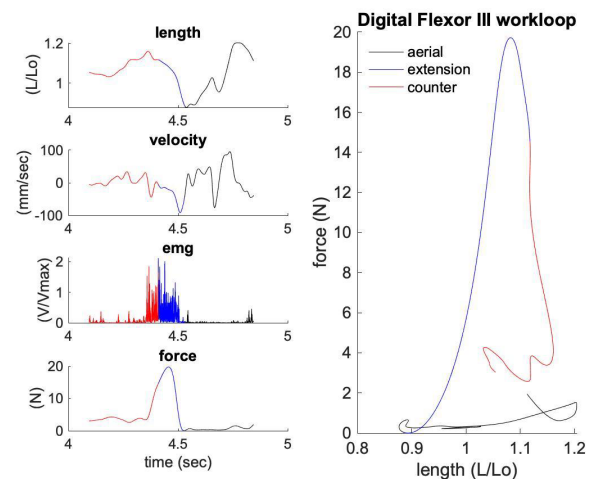 length
(L/Lo)
1.2
1
4
4.5
5
velocity
(mm/sec)
100
0
-100
4
4.5
5
emg
(V/Vmax)
2
1
0
4
4.5
5
force
(N)
20
10
0
4
4.5
5
time (sec)
Digital Flexor III workloop
aerial
extension
counter
force (N)
20
18
16
14
12
10
8
6
4
2
0
0.8
0.9
1
1.1
1.2
length (L/Lo)